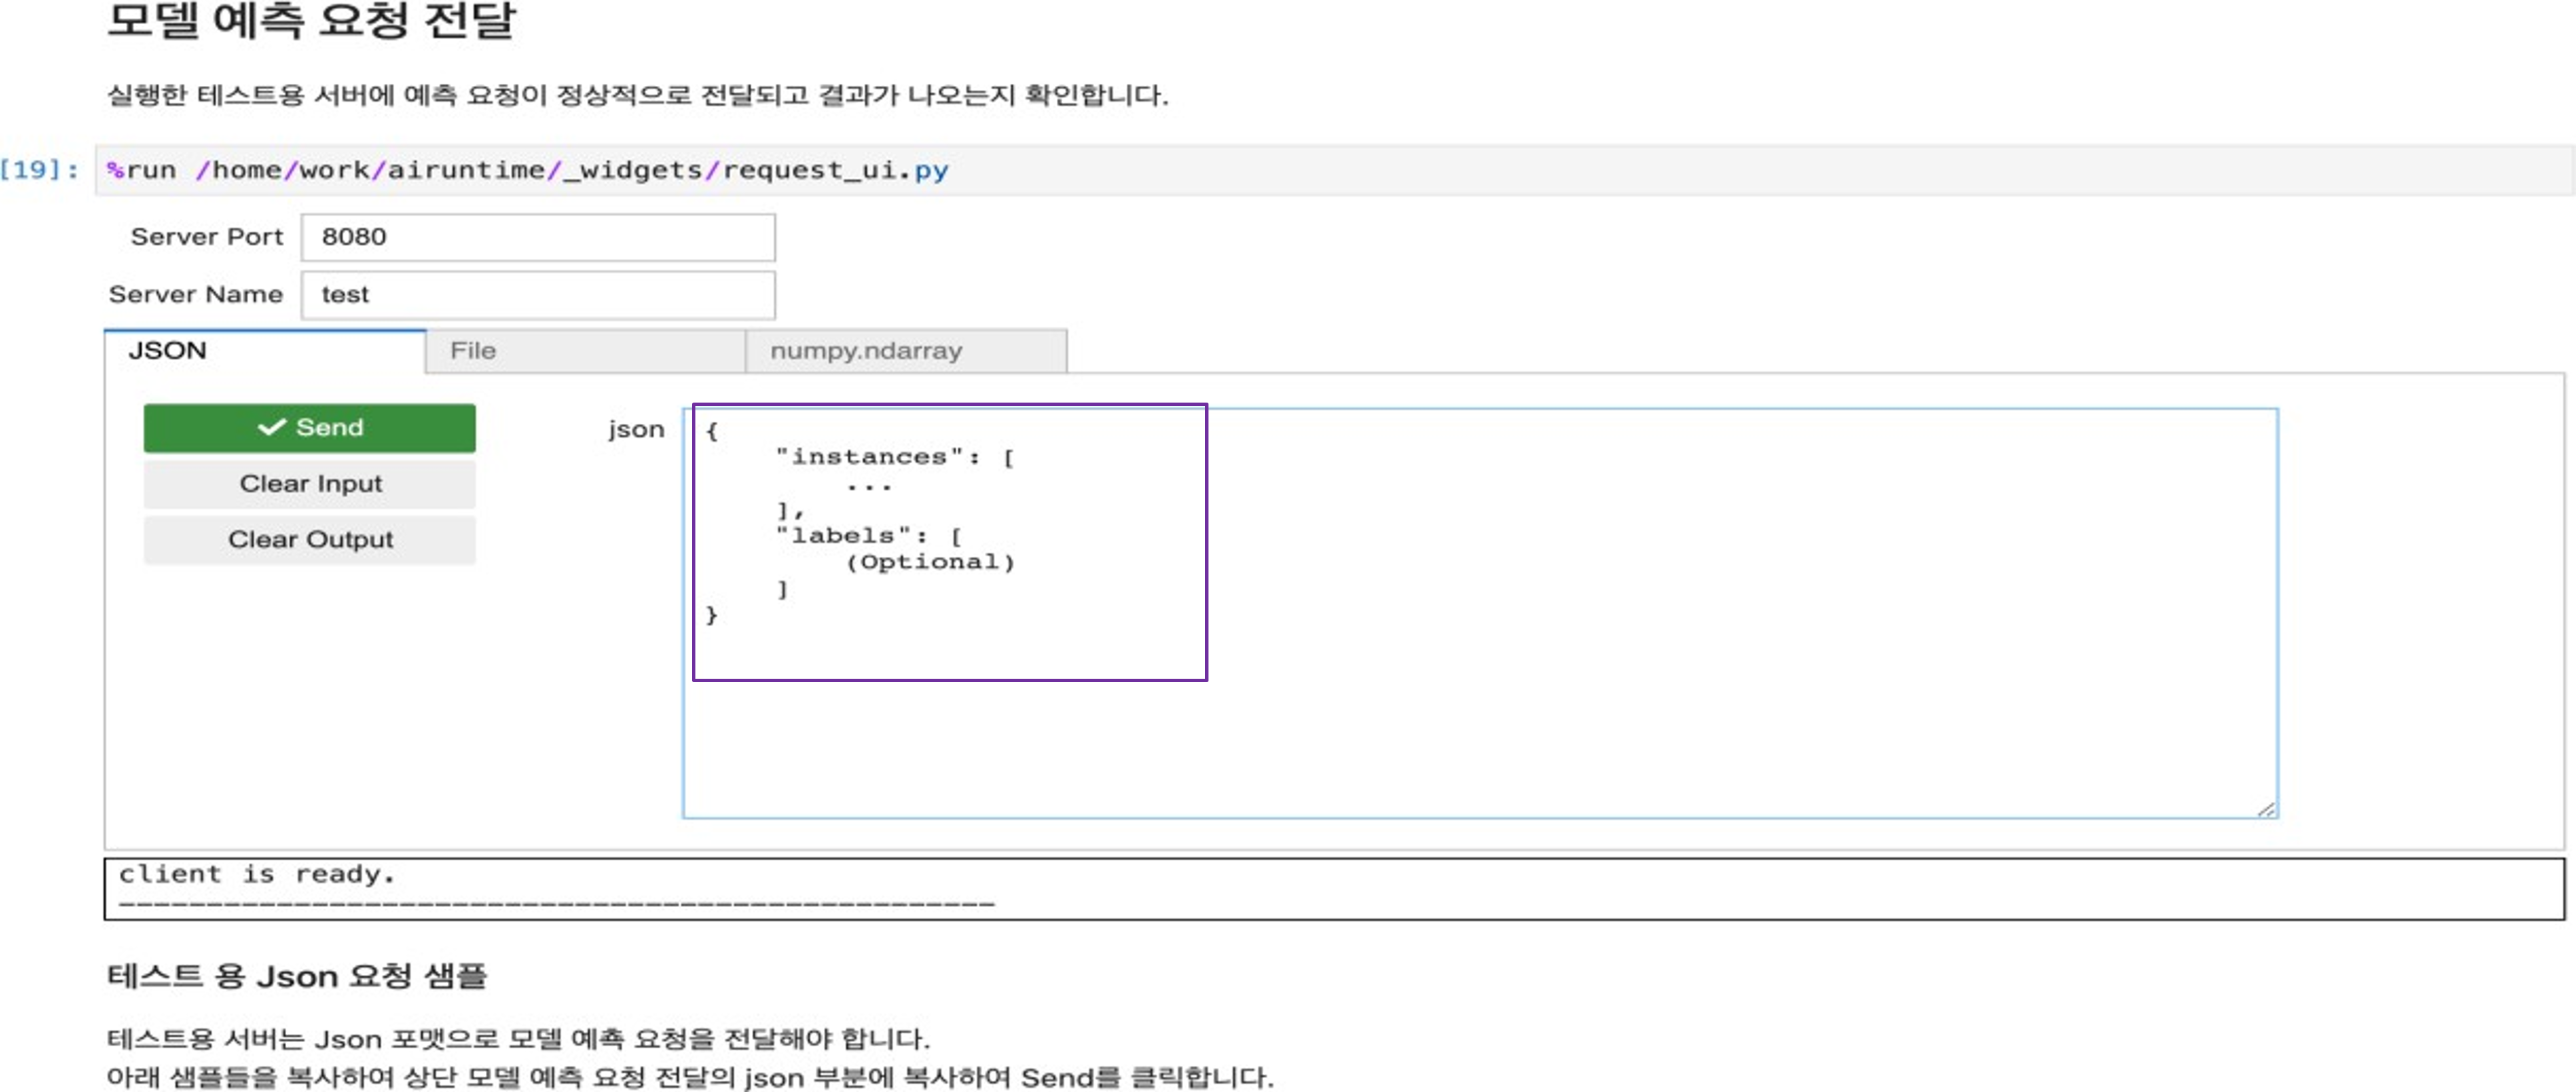 모델 예측 요청 전달
실행한 테스트용 서버에 예측 요청이 정상적으로 전달되고 결과가 나오는지 확인합니다.
[19]: %run /home/work/airuntime/_widgets/request_ui.py
Server Port 8080
Server Name test
JSON File numpy.ndarray
Send
Clear Input
Clear Output
json
{
"instances": [
...
],
"labels": [
(Optional)
]
}
client is ready.
--------------------------------------------------
테스트 용 Json 요청 샘플
테스트용 서버는 Json 포맷으로 모델 예측 요청을 전달해야 합니다.
아래 샘플들을 복사하여 상단 모델 예측 요청 전달의 json 부분에 복사하여 Send를 클릭합니다.